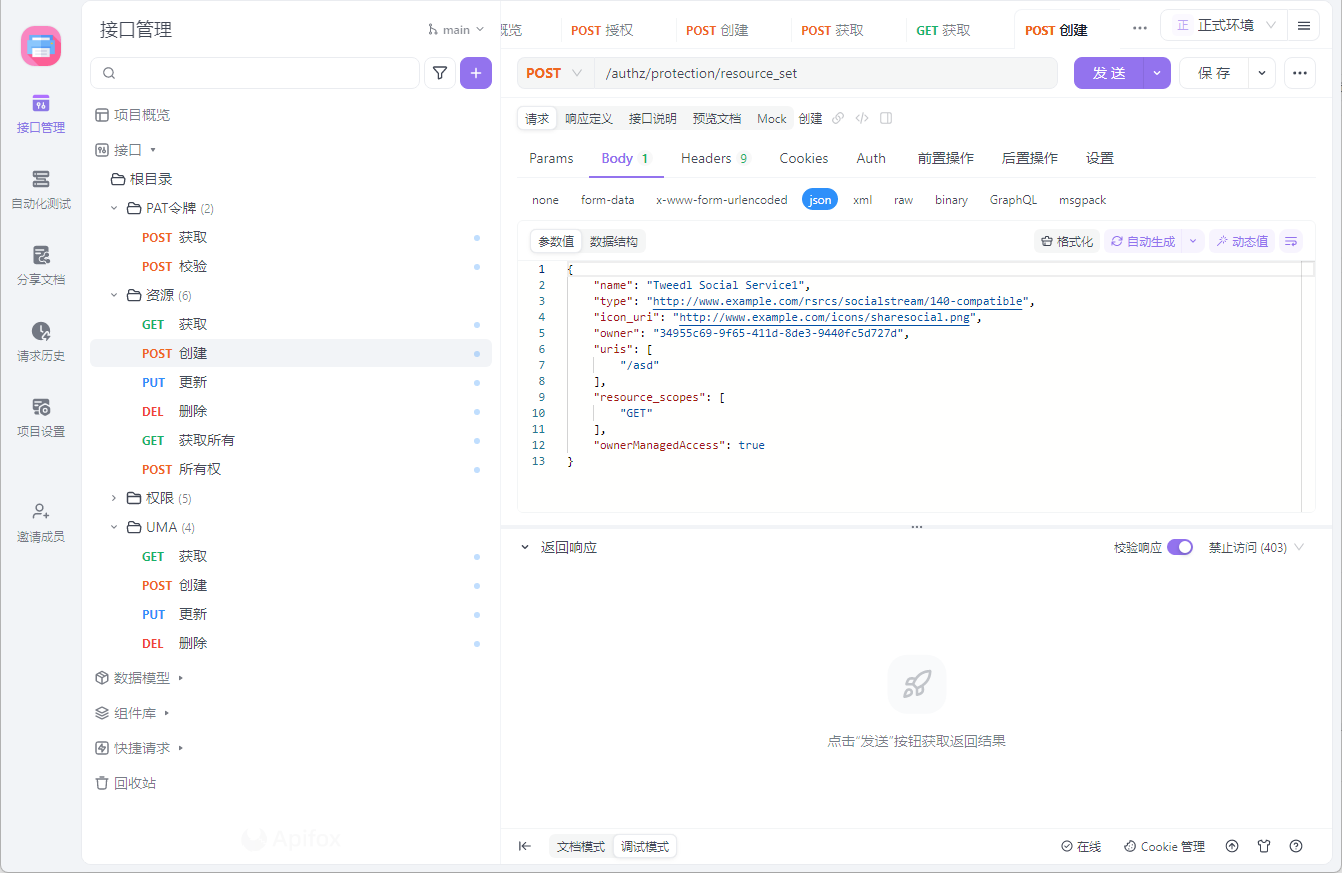 接口管理
自动化测试
分享文档
请求历史
项目设置
邀请成员
接口管理
main
项目概览
接口
根目录
PAT令牌 (2)
POST 获取
POST 校验
资源 (6)
GET 获取
POST 创建
PUT 更新
DEL 删除
GET 获取所有
POST 所有权
权限 (5)
UMA (4)
GET 获取
POST 创建
PUT 更新
DEL 删除
数据模型
组件库
快捷请求
回收站
Apifox
概览 POST 授权 POST 创建 POST 获取 GET 获取 POST 创建 正 正式环境
POST /authz/protection/resource_set 发 送 保 存
请求 响应定义 接口说明 预览文档 Mock 创建
Params Body 1 Headers 9 Cookies Auth 前置操作 后置操作 设置
none form-data x-www-form-urlencoded json xml raw binary GraphQL msgpack
参数值 数据结构 格式化 自动生成 动态值
1 {
2 "name": "Tweedl Social Service1",
3 "type": "http://www.example.com/rsrcs/socialstream/140-compatible",
4 "icon_uri": "http://www.example.com/icons/sharesocial.png",
5 "owner": "34955c69-9f65-411d-8de3-9440fc5d727d",
6 "uris": [
7 "/asd"
8 ],
9 "resource_scopes": [
10 "GET"
11 ],
12 "ownerManagedAccess": true
13 }
返回响应 校验响应 禁止访问 (403)
点击“发送”按钮获取返回结果
文档模式 调试模式 在线 Cookie 管理